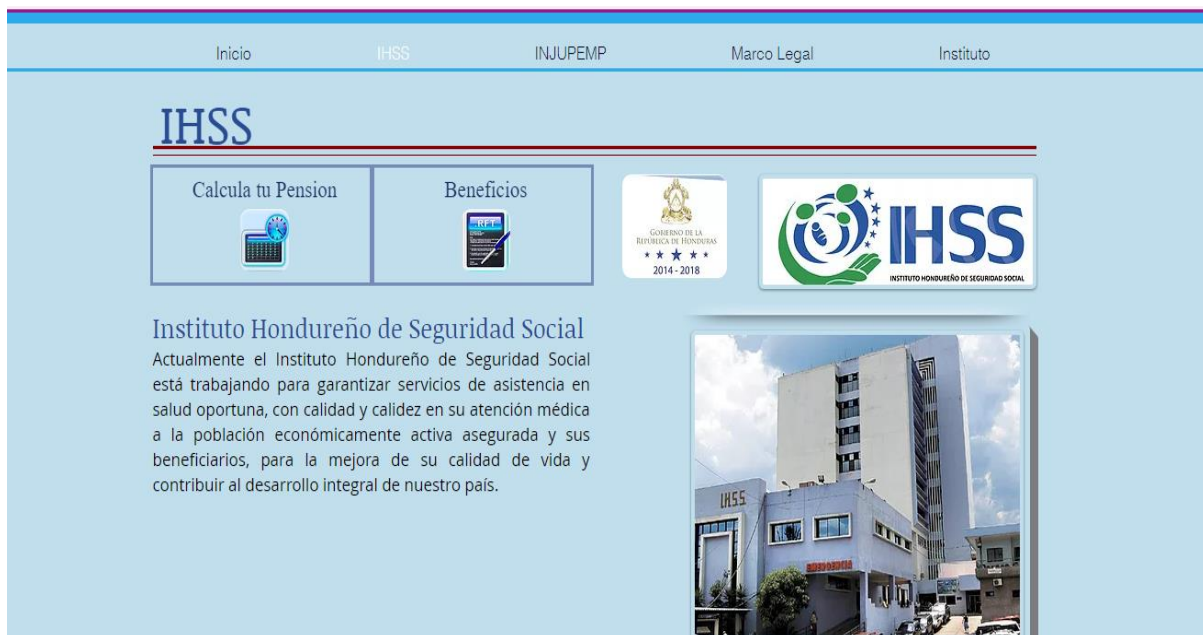 Inicio
IHSS
INJUPEMP
Marco Legal
Instituto
IHSS
Calcula tu Pension
Beneficios
RFT
GOBIERNO DE LA
REPÚBLICA DE HONDURAS
2014 - 2018
IHSS
INSTITUTO HONDUREÑO DE SEGURIDAD SOCIAL
Instituto Hondureño de Seguridad Social
Actualmente el Instituto Hondureño de Seguridad Social
está trabajando para garantizar servicios de asistencia en
salud oportuna, con calidad y calidez en su atención médica
a la población económicamente activa asegurada y sus
beneficiarios, para la mejora de su calidad de vida y
contribuir al desarrollo integral de nuestro país.
IHSS
EMERGENCIA